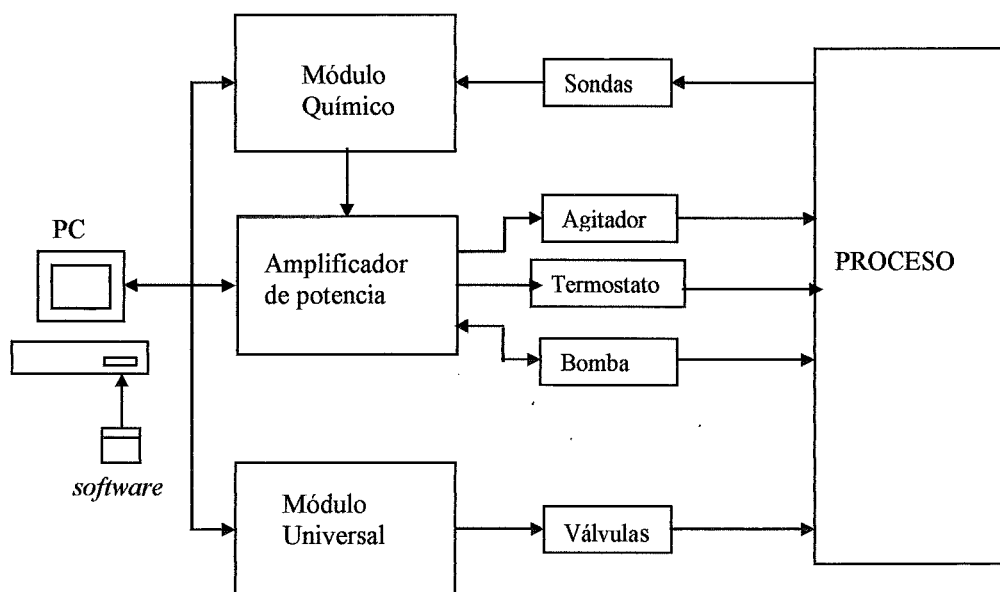 Módulo
Químico
Sondas
PC
Amplificador
de potencia
Agitador
Termostato
Bomba
PROCESO
software
Módulo
Universal
Válvulas